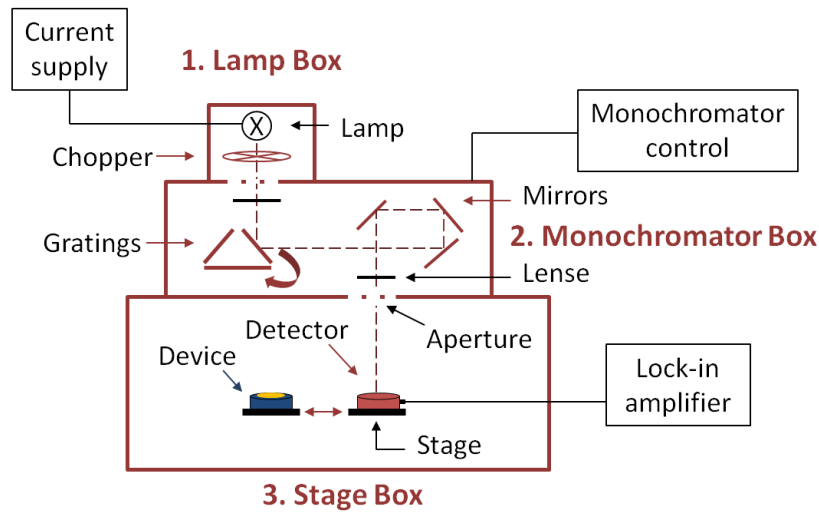 Current
supply
1. Lamp Box
X
Lamp
Chopper
Monochromator
control
Mirrors
Gratings
2. Monochromator Box
Lense
Detector
Aperture
Device
Lock-in
amplifier
Stage
3. Stage Box